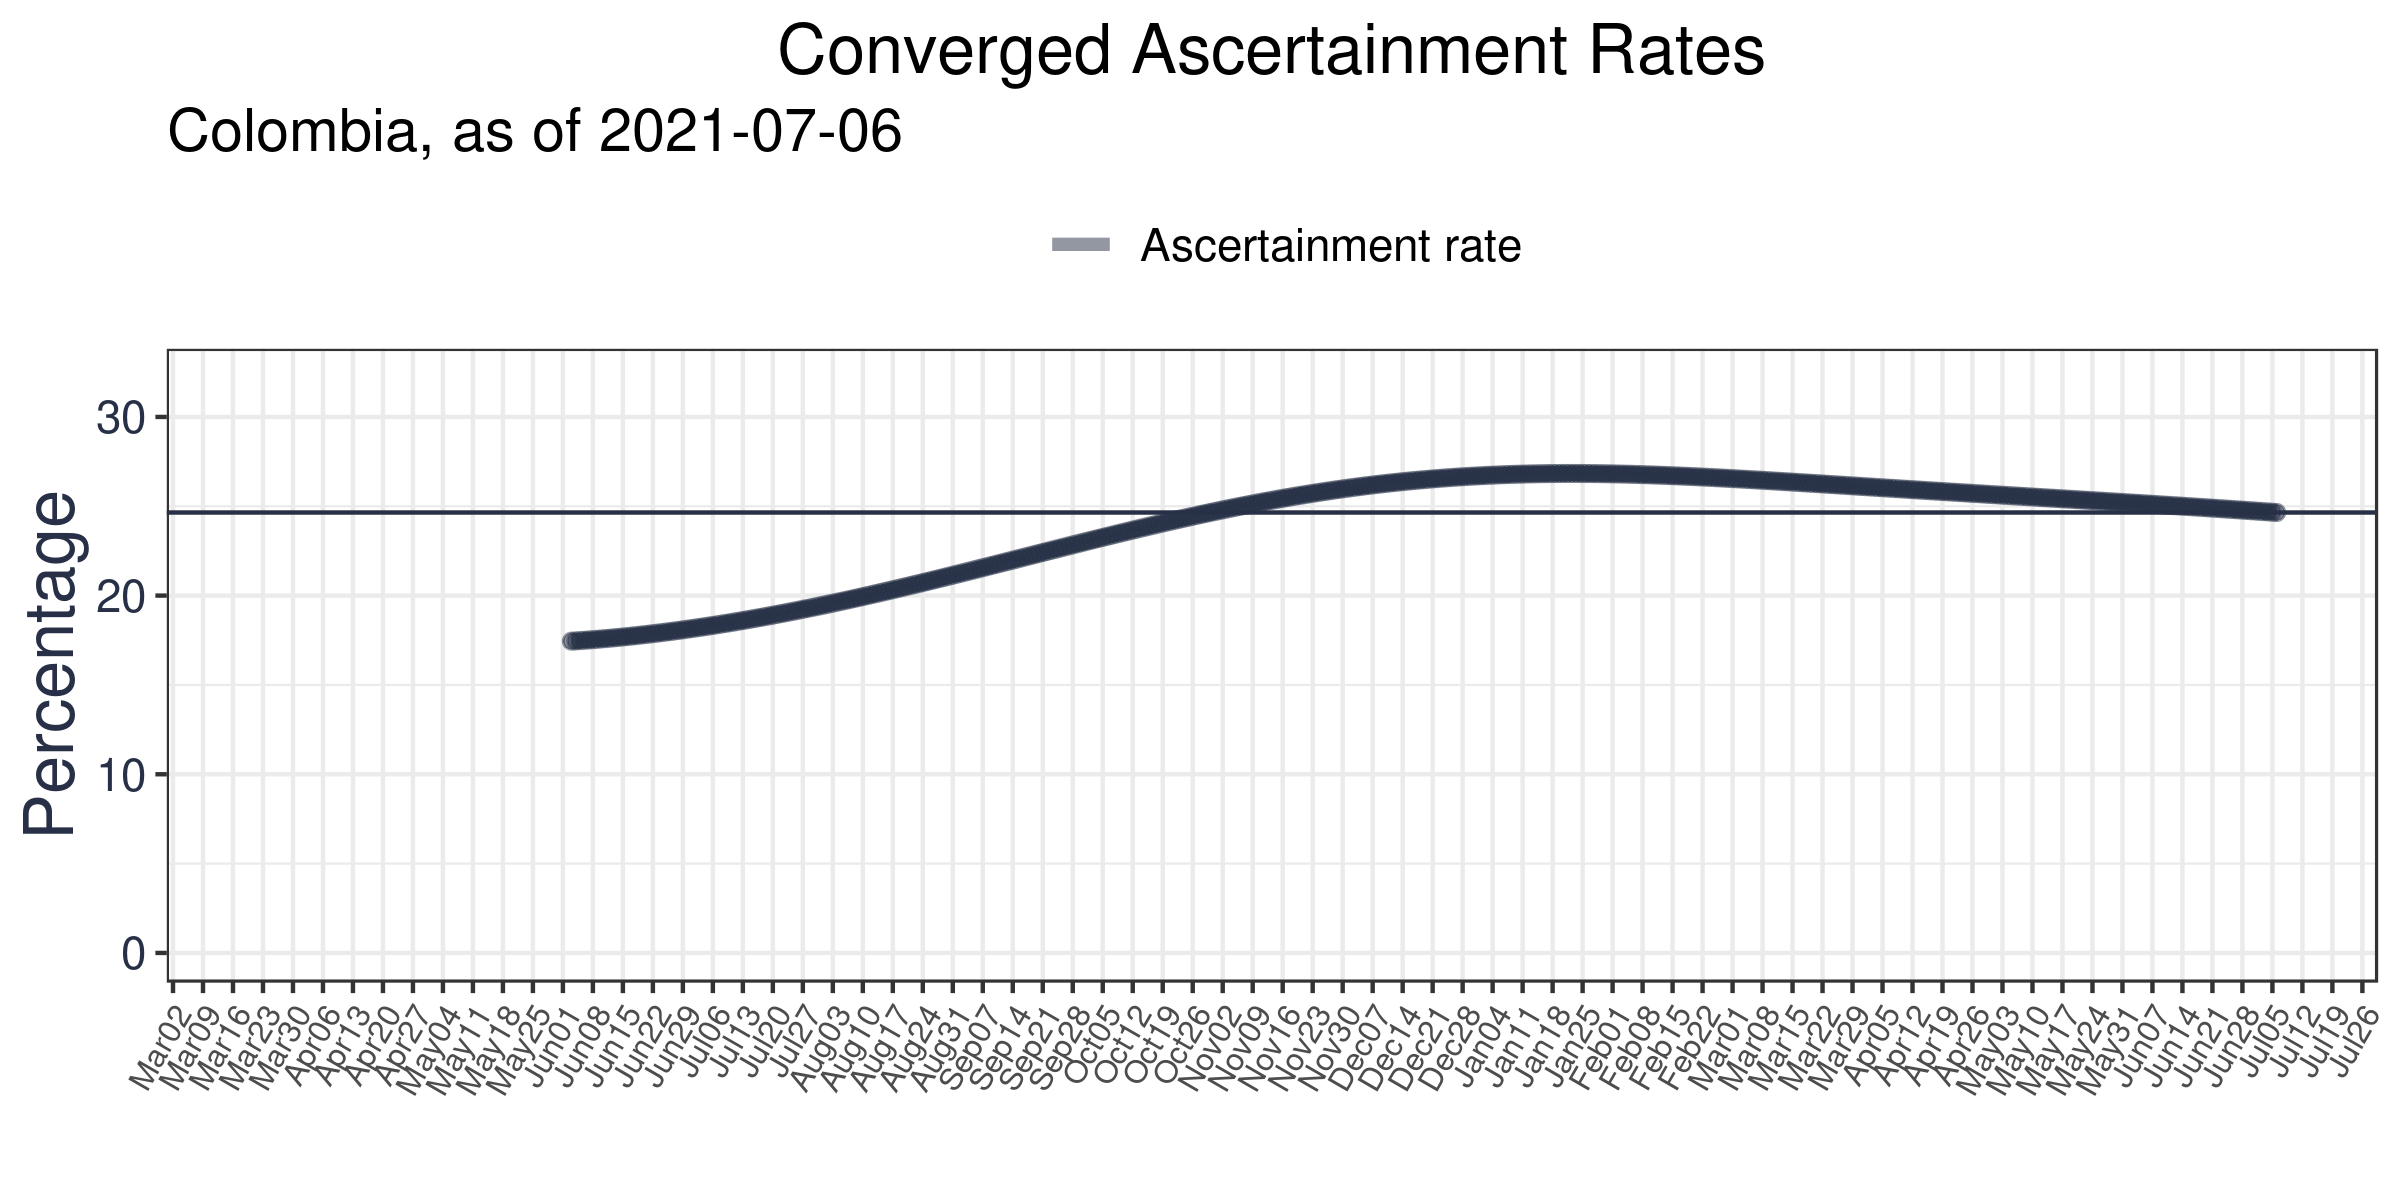 Converged Ascertainment Rates
Colombia, as of 2021-07-06
Ascertainment rate
Percentage
30
20
10
0
Mar02 Mar09 Mar16 Mar23 Mar30 Apr06 Apr13 Apr20 Apr27 May04 May11 May18 May25 Jun01 Jun08 Jun15 Jun22 Jun29 Jul06 Jul13 Jul20 Jul27 Aug03 Aug10 Aug17 Aug24 Aug31 Sep07 Sep14 Sep21 Sep28 Oct05 Oct12 Oct19 Oct26 Nov02 Nov09 Nov16 Nov23 Nov30 Dec07 Dec14 Dec21 Dec28 Jan04 Jan11 Jan18 Jan25 Feb01 Feb08 Feb15 Feb22 Mar01 Mar08 Mar15 Mar22 Mar29 Apr05 Apr12 Apr19 Apr26 May03 May10 May17 May24 May31 Jun07 Jun14 Jun21 Jun28 Jul05 Jul12 Jul19 Jul26